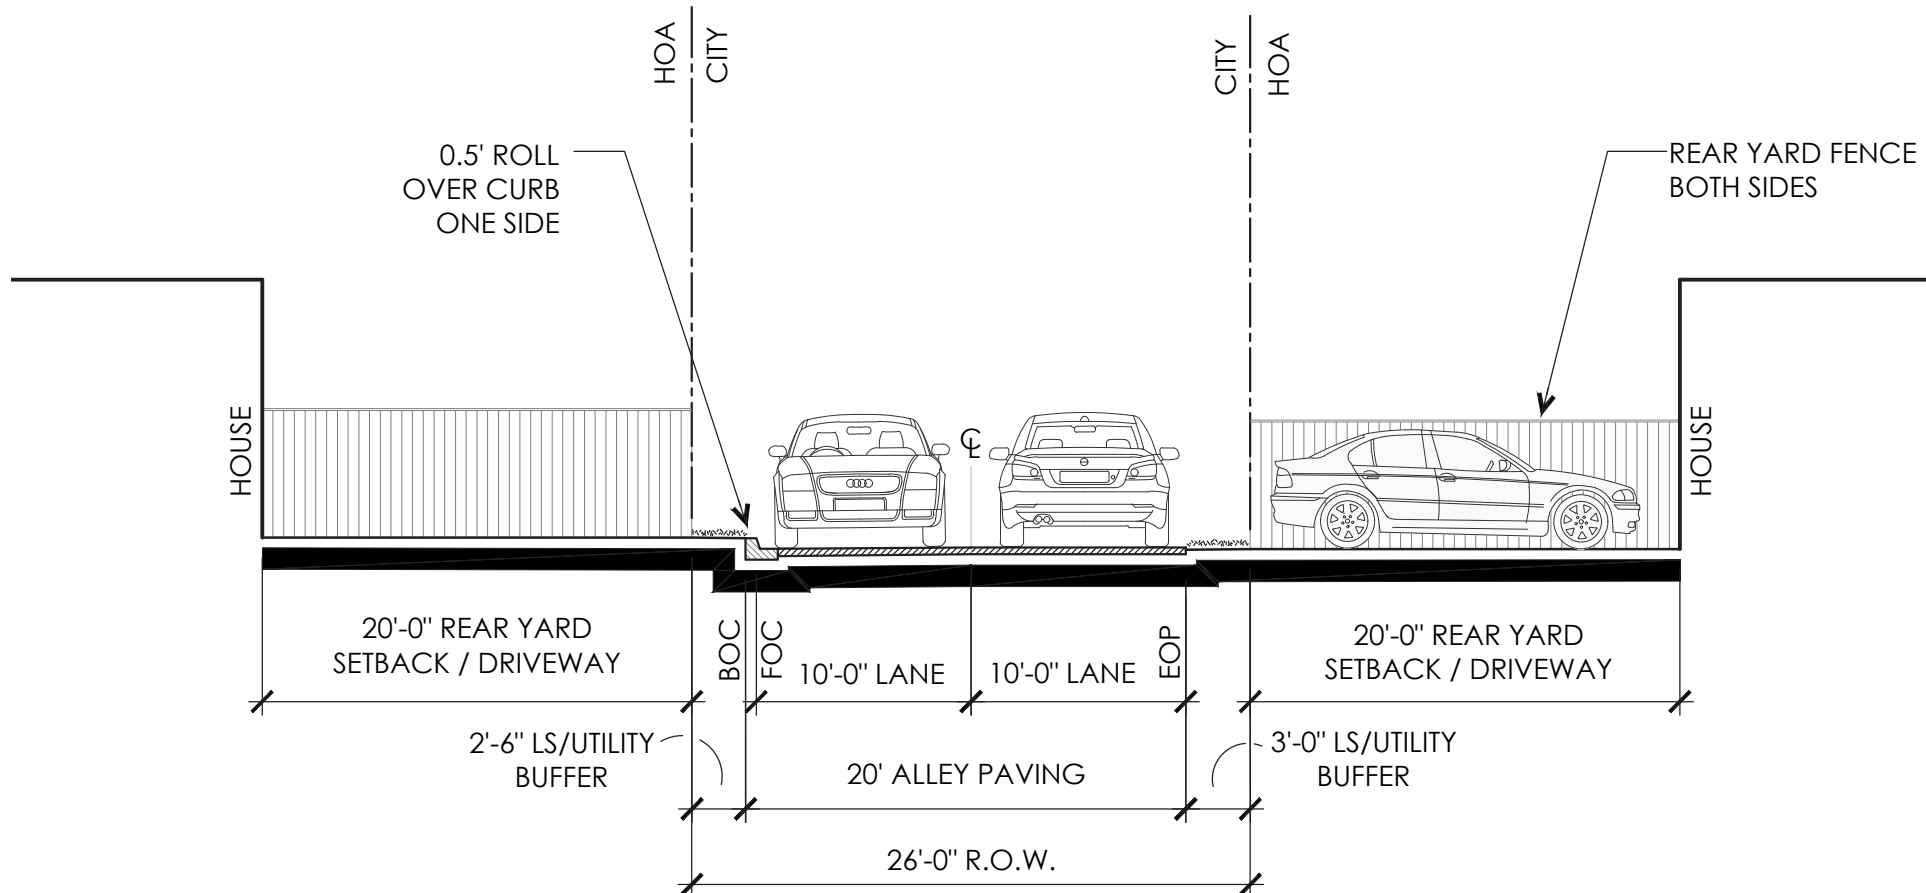 HOA
CITY
CITY
HOA
0.5' ROLL
OVER CURB
ONE SIDE
REAR YARD FENCE
BOTH SIDES
HOUSE
CL
HOUSE
20'-0" REAR YARD
SETBACK / DRIVEWAY
BOC
FOC
10'-0" LANE
10'-0" LANE
EOP
20'-0" REAR YARD
SETBACK / DRIVEWAY
2'-6" LS/UTILITY
BUFFER
20' ALLEY PAVING
3'-0" LS/UTILITY
BUFFER
26'-0" R.O.W.